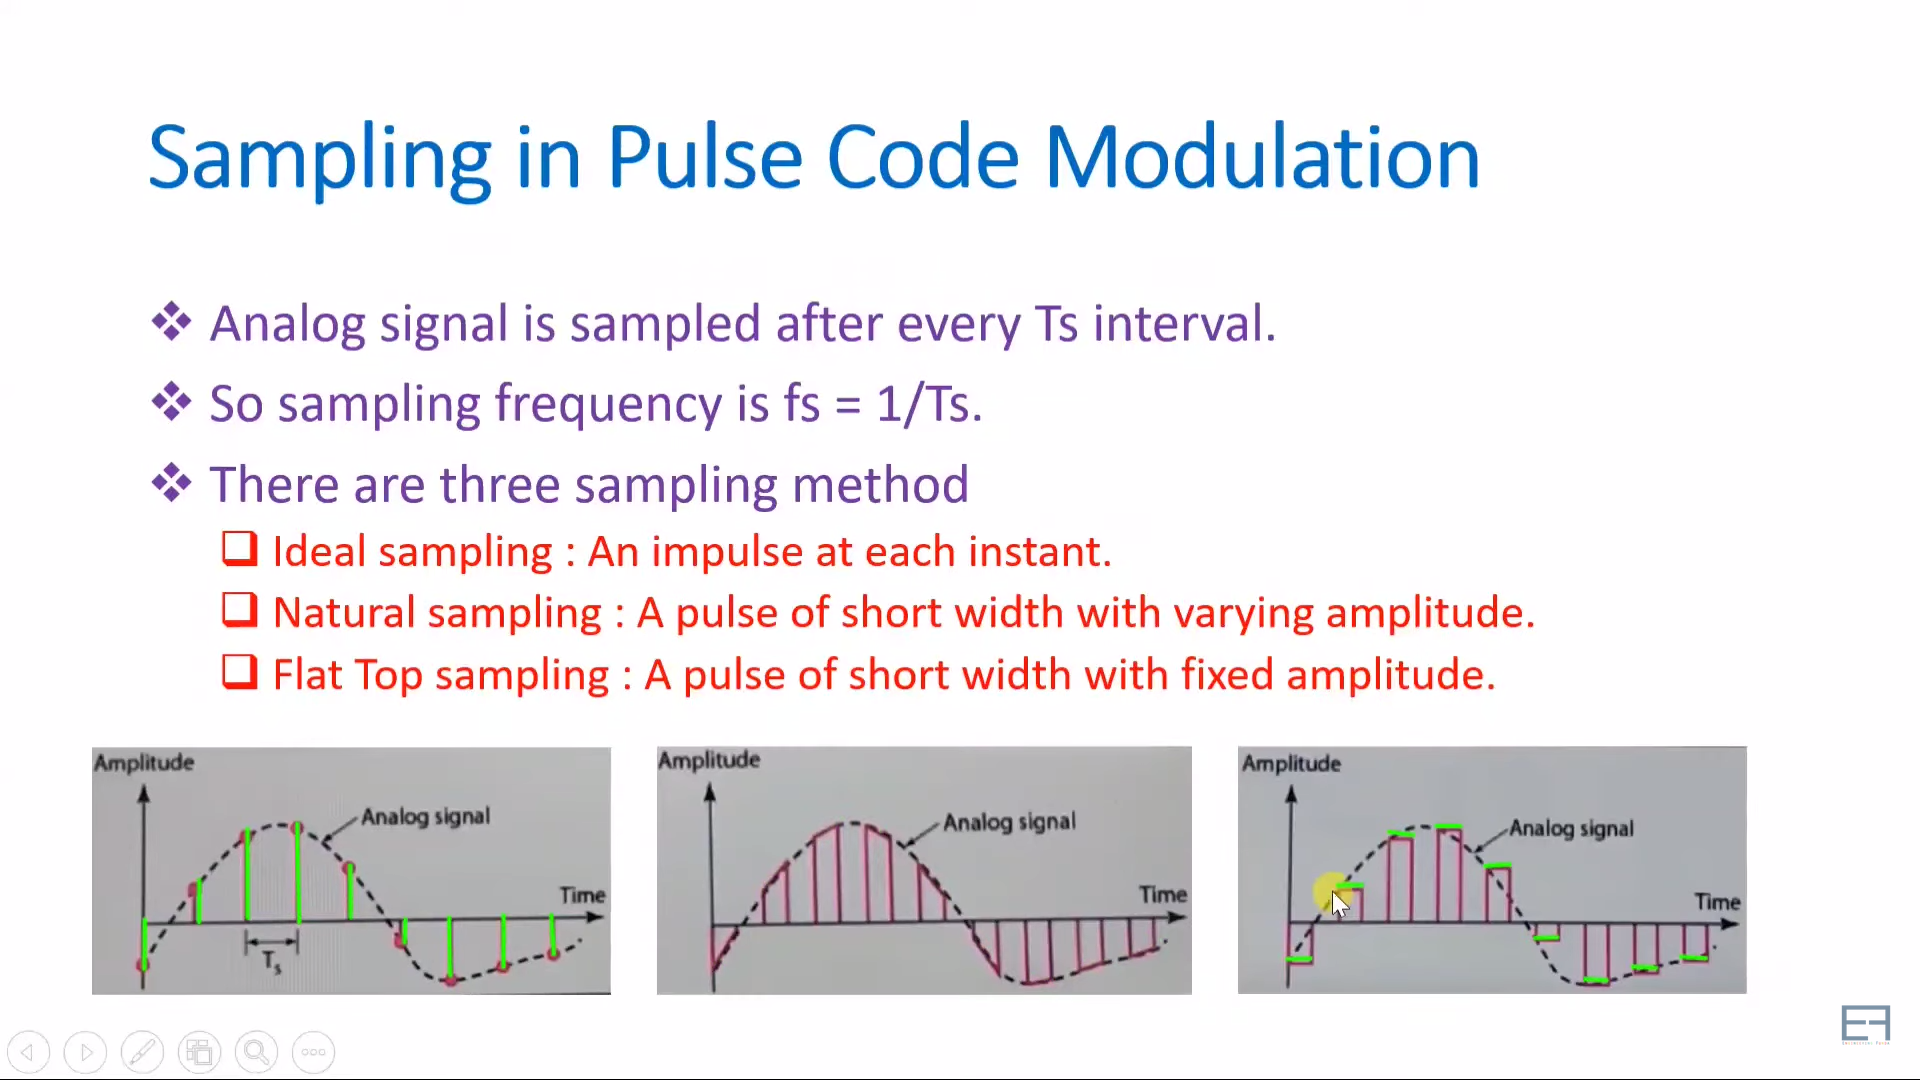 Sampling in Pulse Code Modulation
Analog signal is sampled after every Ts interval.
So sampling frequency is fs = 1/Ts.
There are three sampling method
Ideal sampling : An impulse at each instant.
Natural sampling : A pulse of short width with varying amplitude.
Flat Top sampling : A pulse of short width with fixed amplitude.
Amplitude
Analog signal
Time
Ts
Amplitude
Analog signal
Time
Amplitude
Analog signal
Time
EF